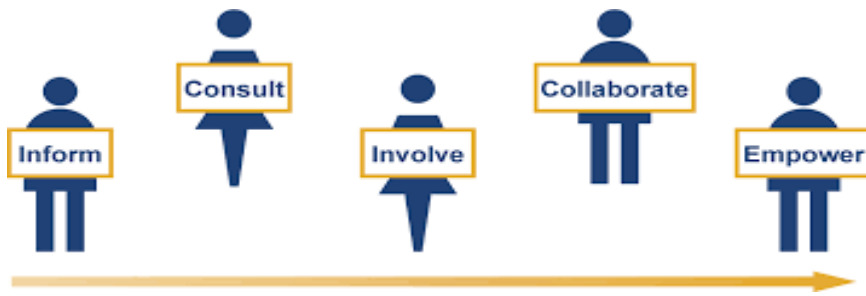 Inform
Consult
Involve
Collaborate
Empower